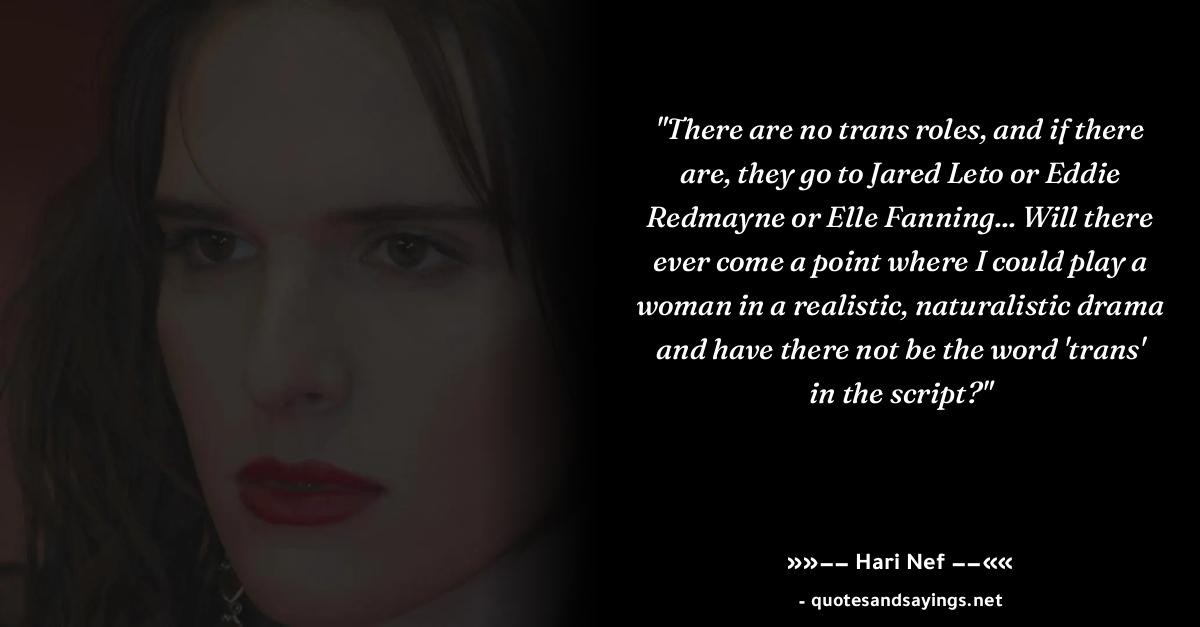 "There are no trans roles, and if there
are, they go to Jared Leto or Eddie
Redmayne or Elle Fanning... Will there
ever come a point where I could play a
woman in a realistic, naturalistic drama
and have there not be the word 'trans'
in the script?"
»»–– Hari Nef ––««
- quotesandsayings.net